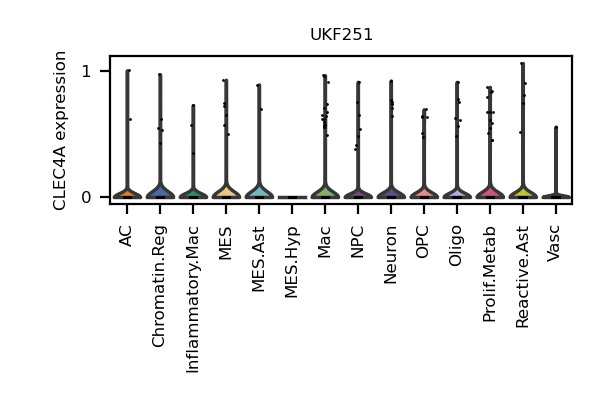 UKF251
CLEC4A expression
1
0
AC
Chromatin.Reg
Inflammatory.Mac
MES
MES.Ast
MES.Hyp
Mac
NPC
Neuron
OPC
Oligo
Prolif.Metab
Reactive.Ast
Vasc